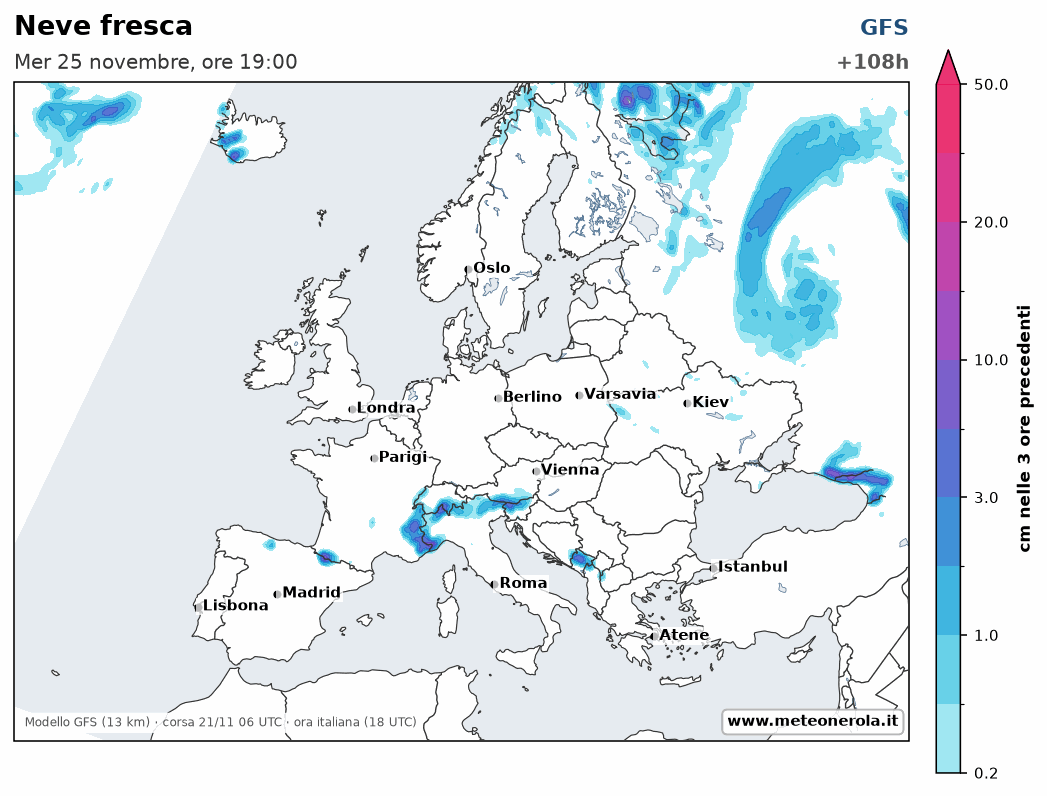 Neve fresca
GFS
Mer 25 novembre, ore 19:00
+108h
50.0
20.0
10.0
3.0
1.0
0.2
cm nelle 3 ore precedenti
Oslo
Londra
Berlino
Varsavia
Kiev
Parigi
Vienna
Madrid
Lisbona
Roma
Istanbul
Atene
Modello GFS (13 km) · corsa 21/11 06 UTC · ora italiana (18 UTC)
www.meteonerola.it